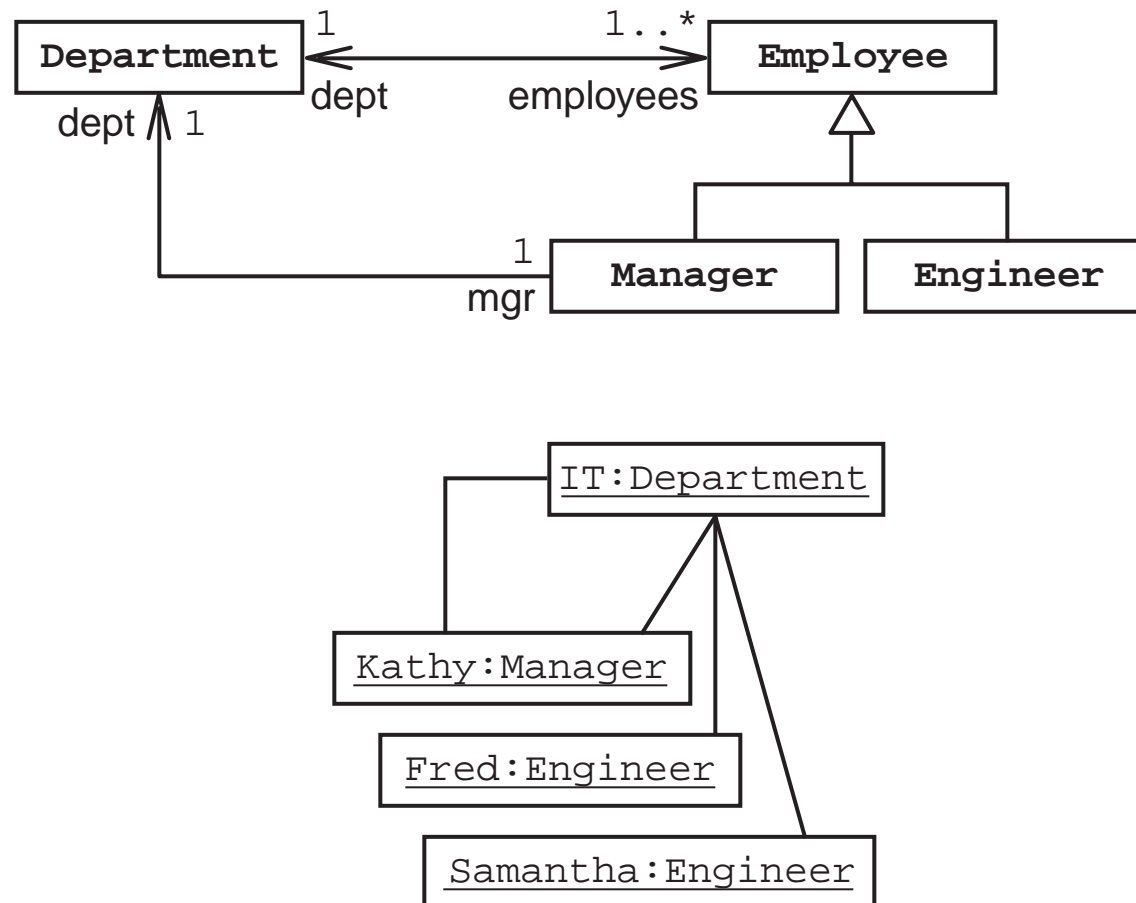 1 1..*
Department Employee
dept employees
dept 1
1
Manager Engineer
mgr
IT:Department
Kathy:Manager
Fred:Engineer
Samantha:Engineer